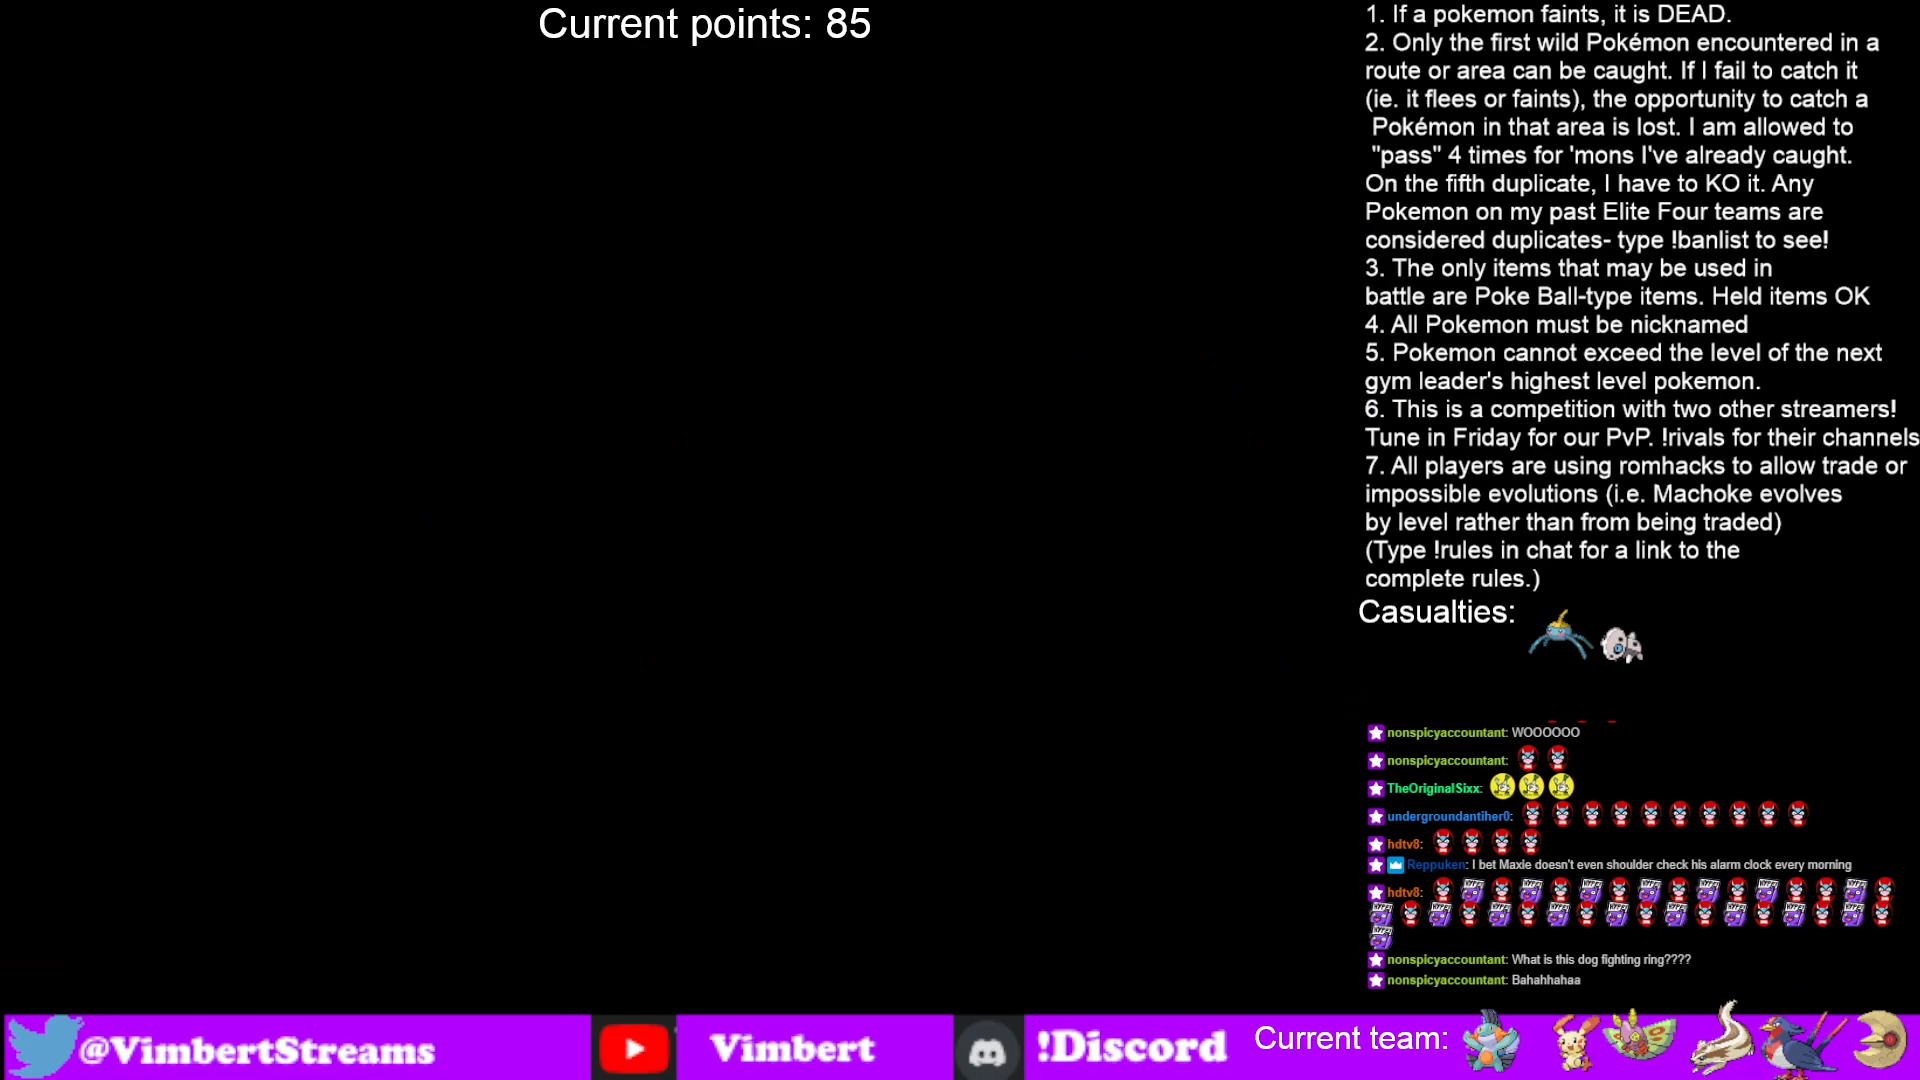 Current points: 85
1. If a pokemon faints, it is DEAD.
2. Only the first wild Pokémon encountered in a
route or area can be caught. If I fail to catch it
(ie. it flees or faints), the opportunity to catch a
Pokémon in that area is lost. I am allowed to
"pass" 4 times for 'mons I've already caught.
On the fifth duplicate, I have to KO it. Any
Pokemon on my past Elite Four teams are
considered duplicates- type !banlist to see!
3. The only items that may be used in
battle are Poke Ball-type items. Held items OK
4. All Pokemon must be nicknamed
5. Pokemon cannot exceed the level of the next
gym leader's highest level pokemon.
6. This is a competition with two other streamers!
Tune in Friday for our PvP. !rivals for their channels
7. All players are using romhacks to allow trade or
impossible evolutions (i.e. Machoke evolves
by level rather than from being traded)
(Type !rules in chat for a link to the
complete rules.)
Casualties:
nonspicyaccountant: WOOOOOO
nonspicyaccountant:
TheOriginalSixx:
undergroundantiher0:
hdtv8:
Reppuken: I bet Maxie doesn't even shoulder check his alarm clock every morning
hdtv8:
nonspicyaccountant: What is this dog fighting ring????
nonspicyaccountant: Bahahhahaa
@VimbertStreams
Vimbert
!Discord
Current team: